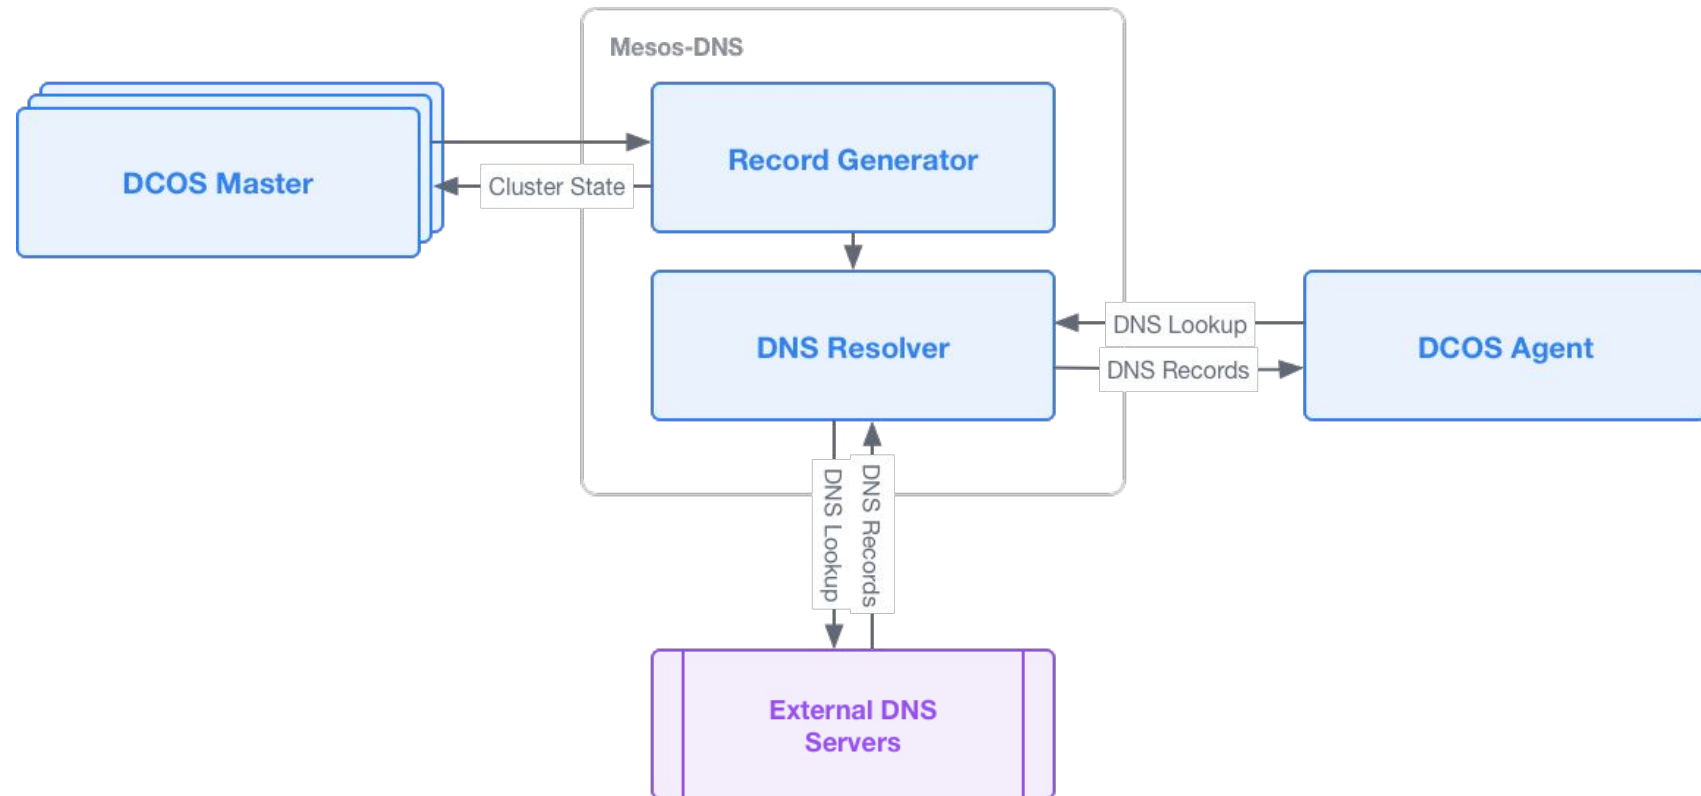 Mesos-DNS
DCOS Master
Record Generator
Cluster State
DNS Resolver
DNS Lookup
DNS Records
DCOS Agent
DNS Lookup
DNS Records
External DNS
Servers